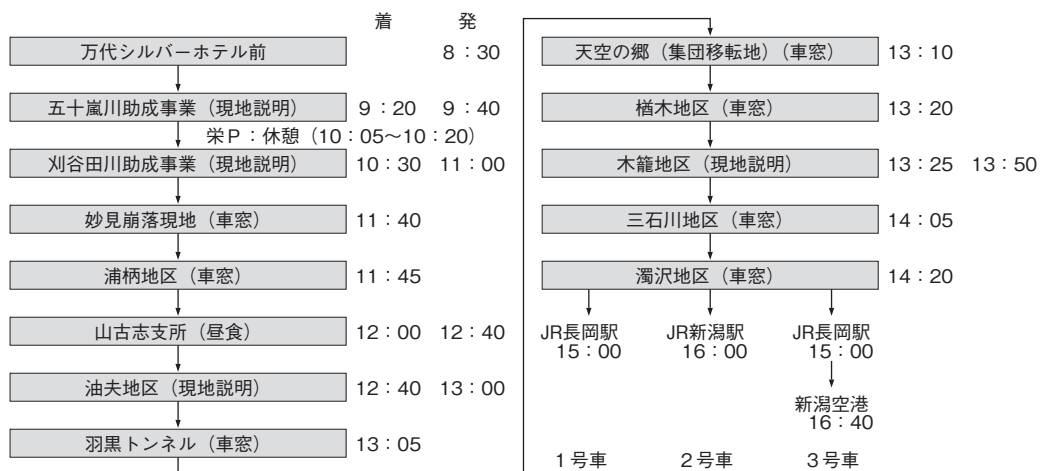 着 発
万代シルバーホテル前 8：30
五十嵐川助成事業（現地説明） 9：20 9：40
栄Ｐ：休憩（10：05～10：20）
刈谷田川助成事業（現地説明） 10：30 11：00
妙見崩落現地（車窓） 11：40
浦柄地区（車窓） 11：45
山古志支所（昼食） 12：00 12：40
油夫地区（現地説明） 12：40 13：00
羽黒トンネル（車窓） 13：05
天空の郷（集団移転地）（車窓） 13：10
楢木地区（車窓） 13：20
木籠地区（現地説明） 13：25 13：50
三石川地区（車窓） 14：05
濁沢地区（車窓） 14：20
JR長岡駅 JR新潟駅 JR長岡駅
15：00 16：00 15：00
新潟空港
16：40
１号車 ２号車 ３号車